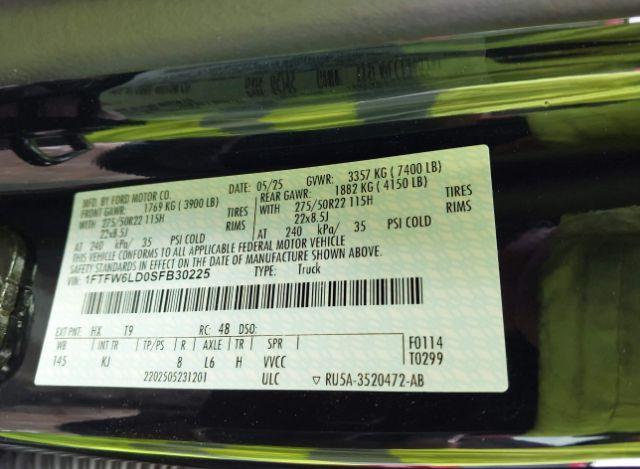 MFD. BY FORD MOTOR CO.
DATE: 05/25 GVWR: 3357 KG ( 7400 LB)
FRONT GAWR: 1769 KG ( 3900 LB)
REAR GAWR: 1882 KG ( 4150 LB)
WITH 275/50R22 115H TIRES
WITH 275/50R22 115H TIRES
22x8.5J RIMS
22x8.5J RIMS
AT 240 kPa/ 35 PSI COLD
AT 240 kPa/ 35 PSI COLD
THIS VEHICLE CONFORMS TO ALL APPLICABLE FEDERAL MOTOR VEHICLE
SAFETY STANDARDS IN EFFECT ON THE DATE OF MANUFACTURE SHOWN ABOVE.
VIN: 1FTFW6LD0SFB30225 TYPE: Truck
EXT PNT: HX T9 RC: 48 DSO:
WB INT TR TP/PS R AXLE TR SPR
F0114
145 KJ 8 L6 H VVCC
T0299
2202505231201 ULC ▽ RU5A-3520472-AB